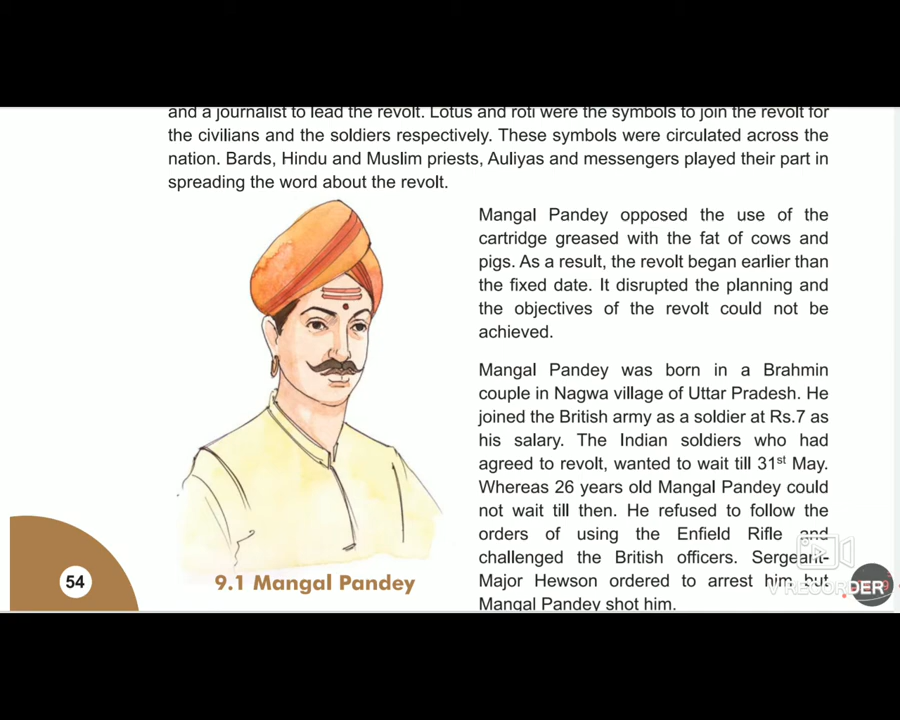 and a journalist to lead the revolt. Lotus and roti were the symbols to join the revolt for
the civilians and the soldiers respectively. These symbols were circulated across the
nation. Bards, Hindu and Muslim priests, Auliyas and messengers played their part in
spreading the word about the revolt.
Mangal Pandey opposed the use of the
cartridge greased with the fat of cows and
pigs. As a result, the revolt began earlier than
the fixed date. It disrupted the planning and
the objectives of the revolt could not be
achieved.
Mangal Pandey was born in a Brahmin
couple in Nagwa village of Uttar Pradesh. He
joined the British army as a soldier at Rs.7 as
his salary. The Indian soldiers who had
agreed to revolt, wanted to wait till 31st May.
Whereas 26 years old Mangal Pandey could
not wait till then. He refused to follow the
orders of using the Enfield Rifle and
challenged the British officers. Sergeant-
Major Hewson ordered to arrest him but
Mangal Pandey shot him.
9.1 Mangal Pandey
54
V RECORDER